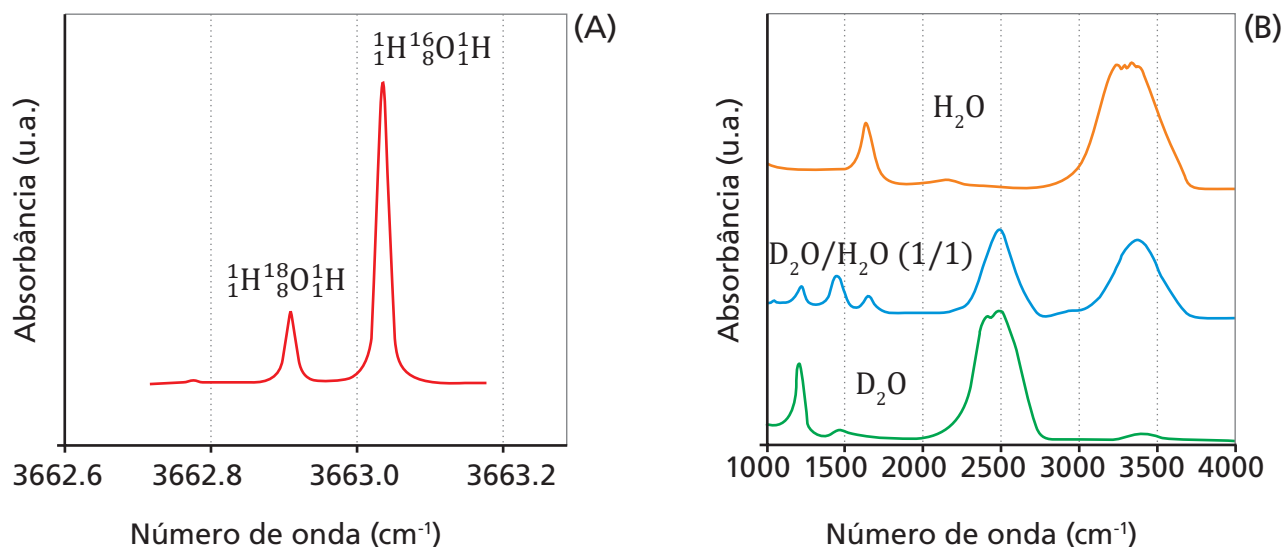 (A)
¹₁H¹⁶₈O¹₁H
¹₁H¹⁸₈O¹₁H
Absorbância (u.a.)
3662.6 3662.8 3663.0 3663.2
Número de onda (cm⁻¹)
(B)
H₂O
D₂O/H₂O (1/1)
D₂O
Absorbância (u.a.)
1000 1500 2000 2500 3000 3500 4000
Número de onda (cm⁻¹)